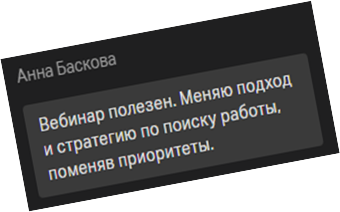 Анна Баскова
Вебинар полезен. Меняю подход
и стратегию по поиску работы,
поменяв приоритеты.